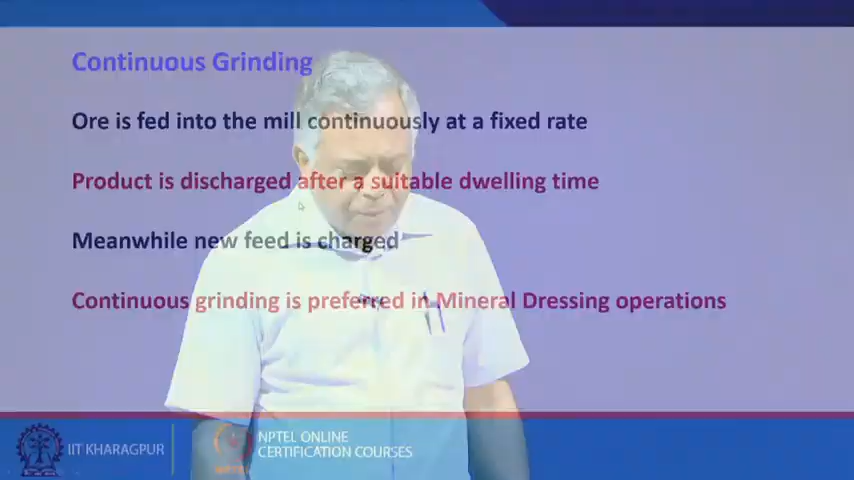 Continuous Grinding
Ore is fed into the mill continuously at a fixed rate
Product is discharged after a suitable dwelling time
Meanwhile new feed is charged
Continuous grinding is preferred in Mineral Dressing operations
IIT KHARAGPUR
NPTEL ONLINE
CERTIFICATION COURSES